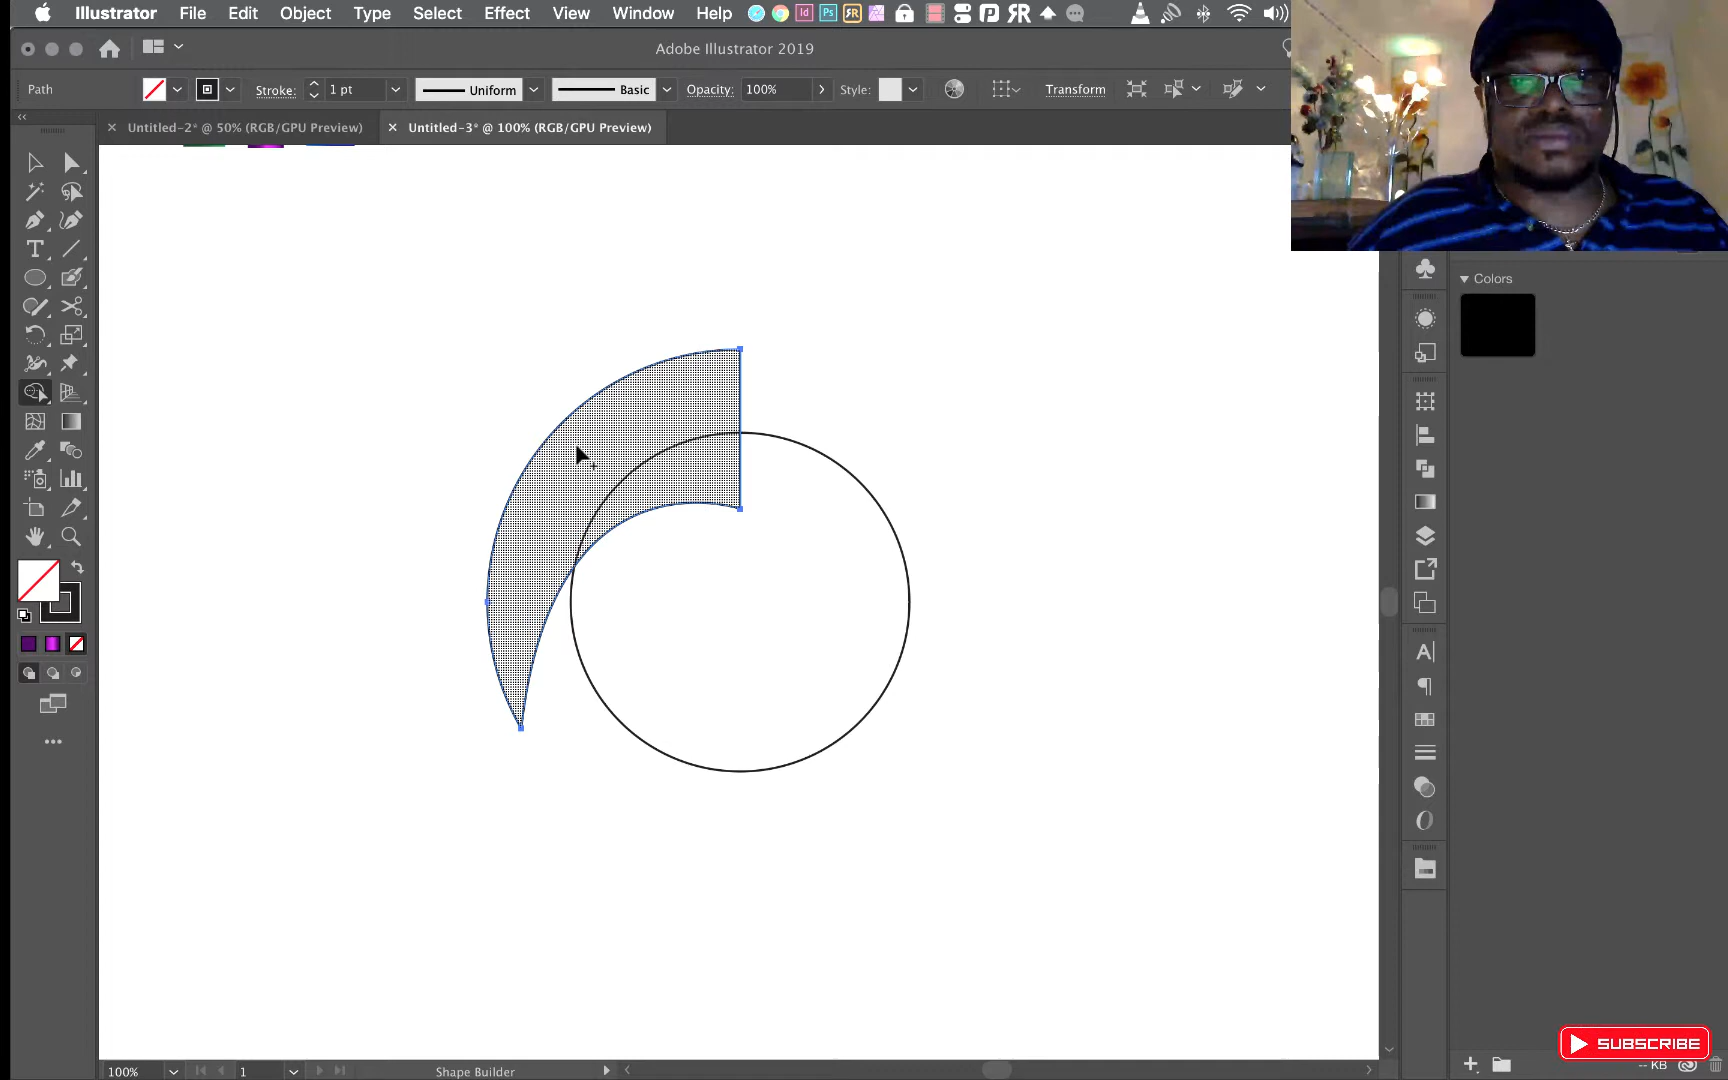 Illustrator File Edit Object Type Select Effect View Window Help
Adobe Illustrator 2019
Path Stroke: 1 pt Uniform Basic Opacity: 100% Style: Transform
Untitled-2* @ 50% (RGB/GPU Preview) Untitled-3* @ 100% (RGB/GPU Preview)
Colors
SUBSCRIBE
100% 1 Shape Builder -- KB